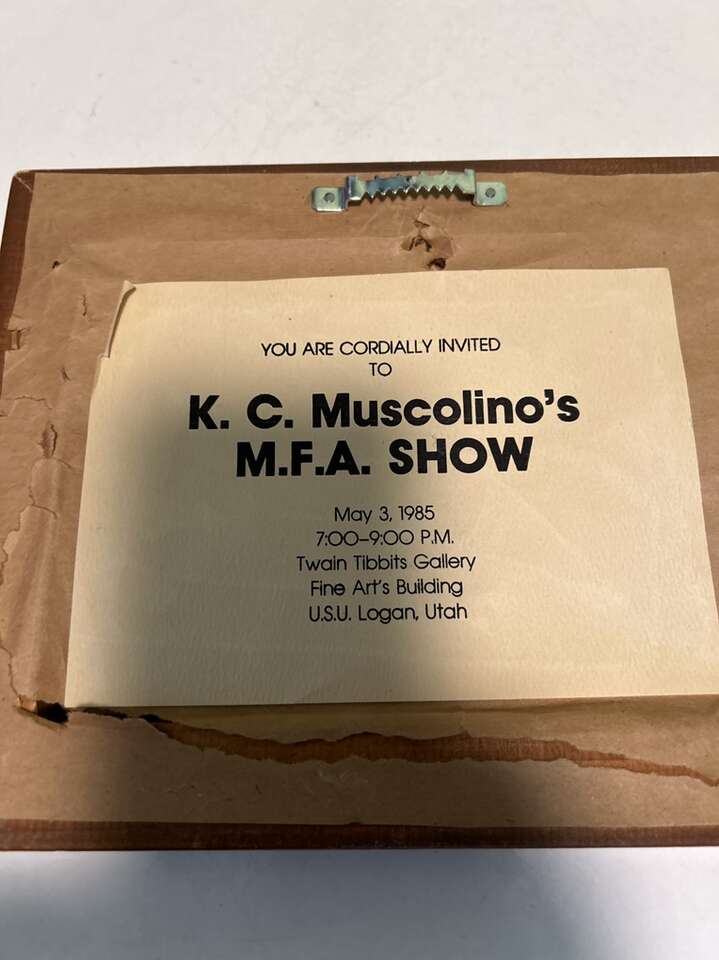 YOU ARE CORDIALLY INVITED
TO
K. C. Muscolino's
M.F.A. SHOW
May 3, 1985
7:00–9:00 P.M.
Twain Tibbits Gallery
Fine Art's Building
U.S.U. Logan, Utah